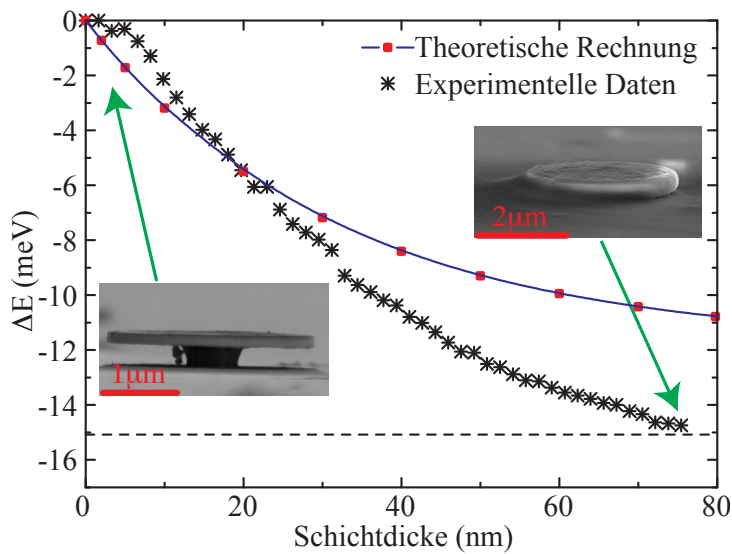 Theoretische Rechnung
Experimentelle Daten
ΔE (meV)
0
-2
-4
-6
-8
-10
-12
-14
-16
2μm
1μm
0
20
40
60
80
Schichtdicke (nm)